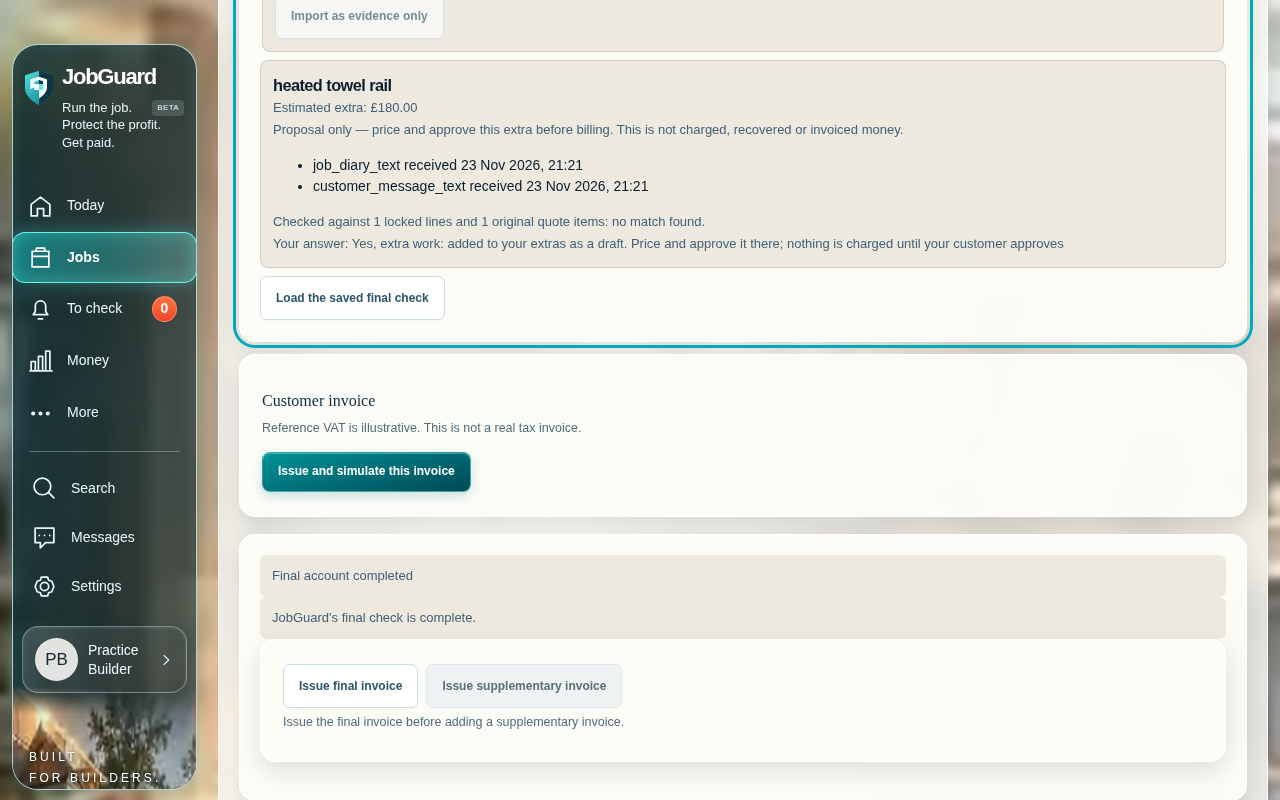 JobGuard
Run the job.
BETA
Protect the profit.
Get paid.
Today
Jobs
To check
0
Money
More
Search
Messages
Settings
PB
Practice
Builder
BUILT
FOR BUILDERS.
Import as evidence only
heated towel rail
Estimated extra: £180.00
Proposal only — price and approve this extra before billing. This is not charged, recovered or invoiced money.
• job_diary_text received 23 Nov 2026, 21:21
• customer_message_text received 23 Nov 2026, 21:21
Checked against 1 locked lines and 1 original quote items: no match found.
Your answer: Yes, extra work: added to your extras as a draft. Price and approve it there; nothing is charged until your customer approves
Load the saved final check
Customer invoice
Reference VAT is illustrative. This is not a real tax invoice.
Issue and simulate this invoice
Final account completed
JobGuard's final check is complete.
Issue final invoice
Issue supplementary invoice
Issue the final invoice before adding a supplementary invoice.